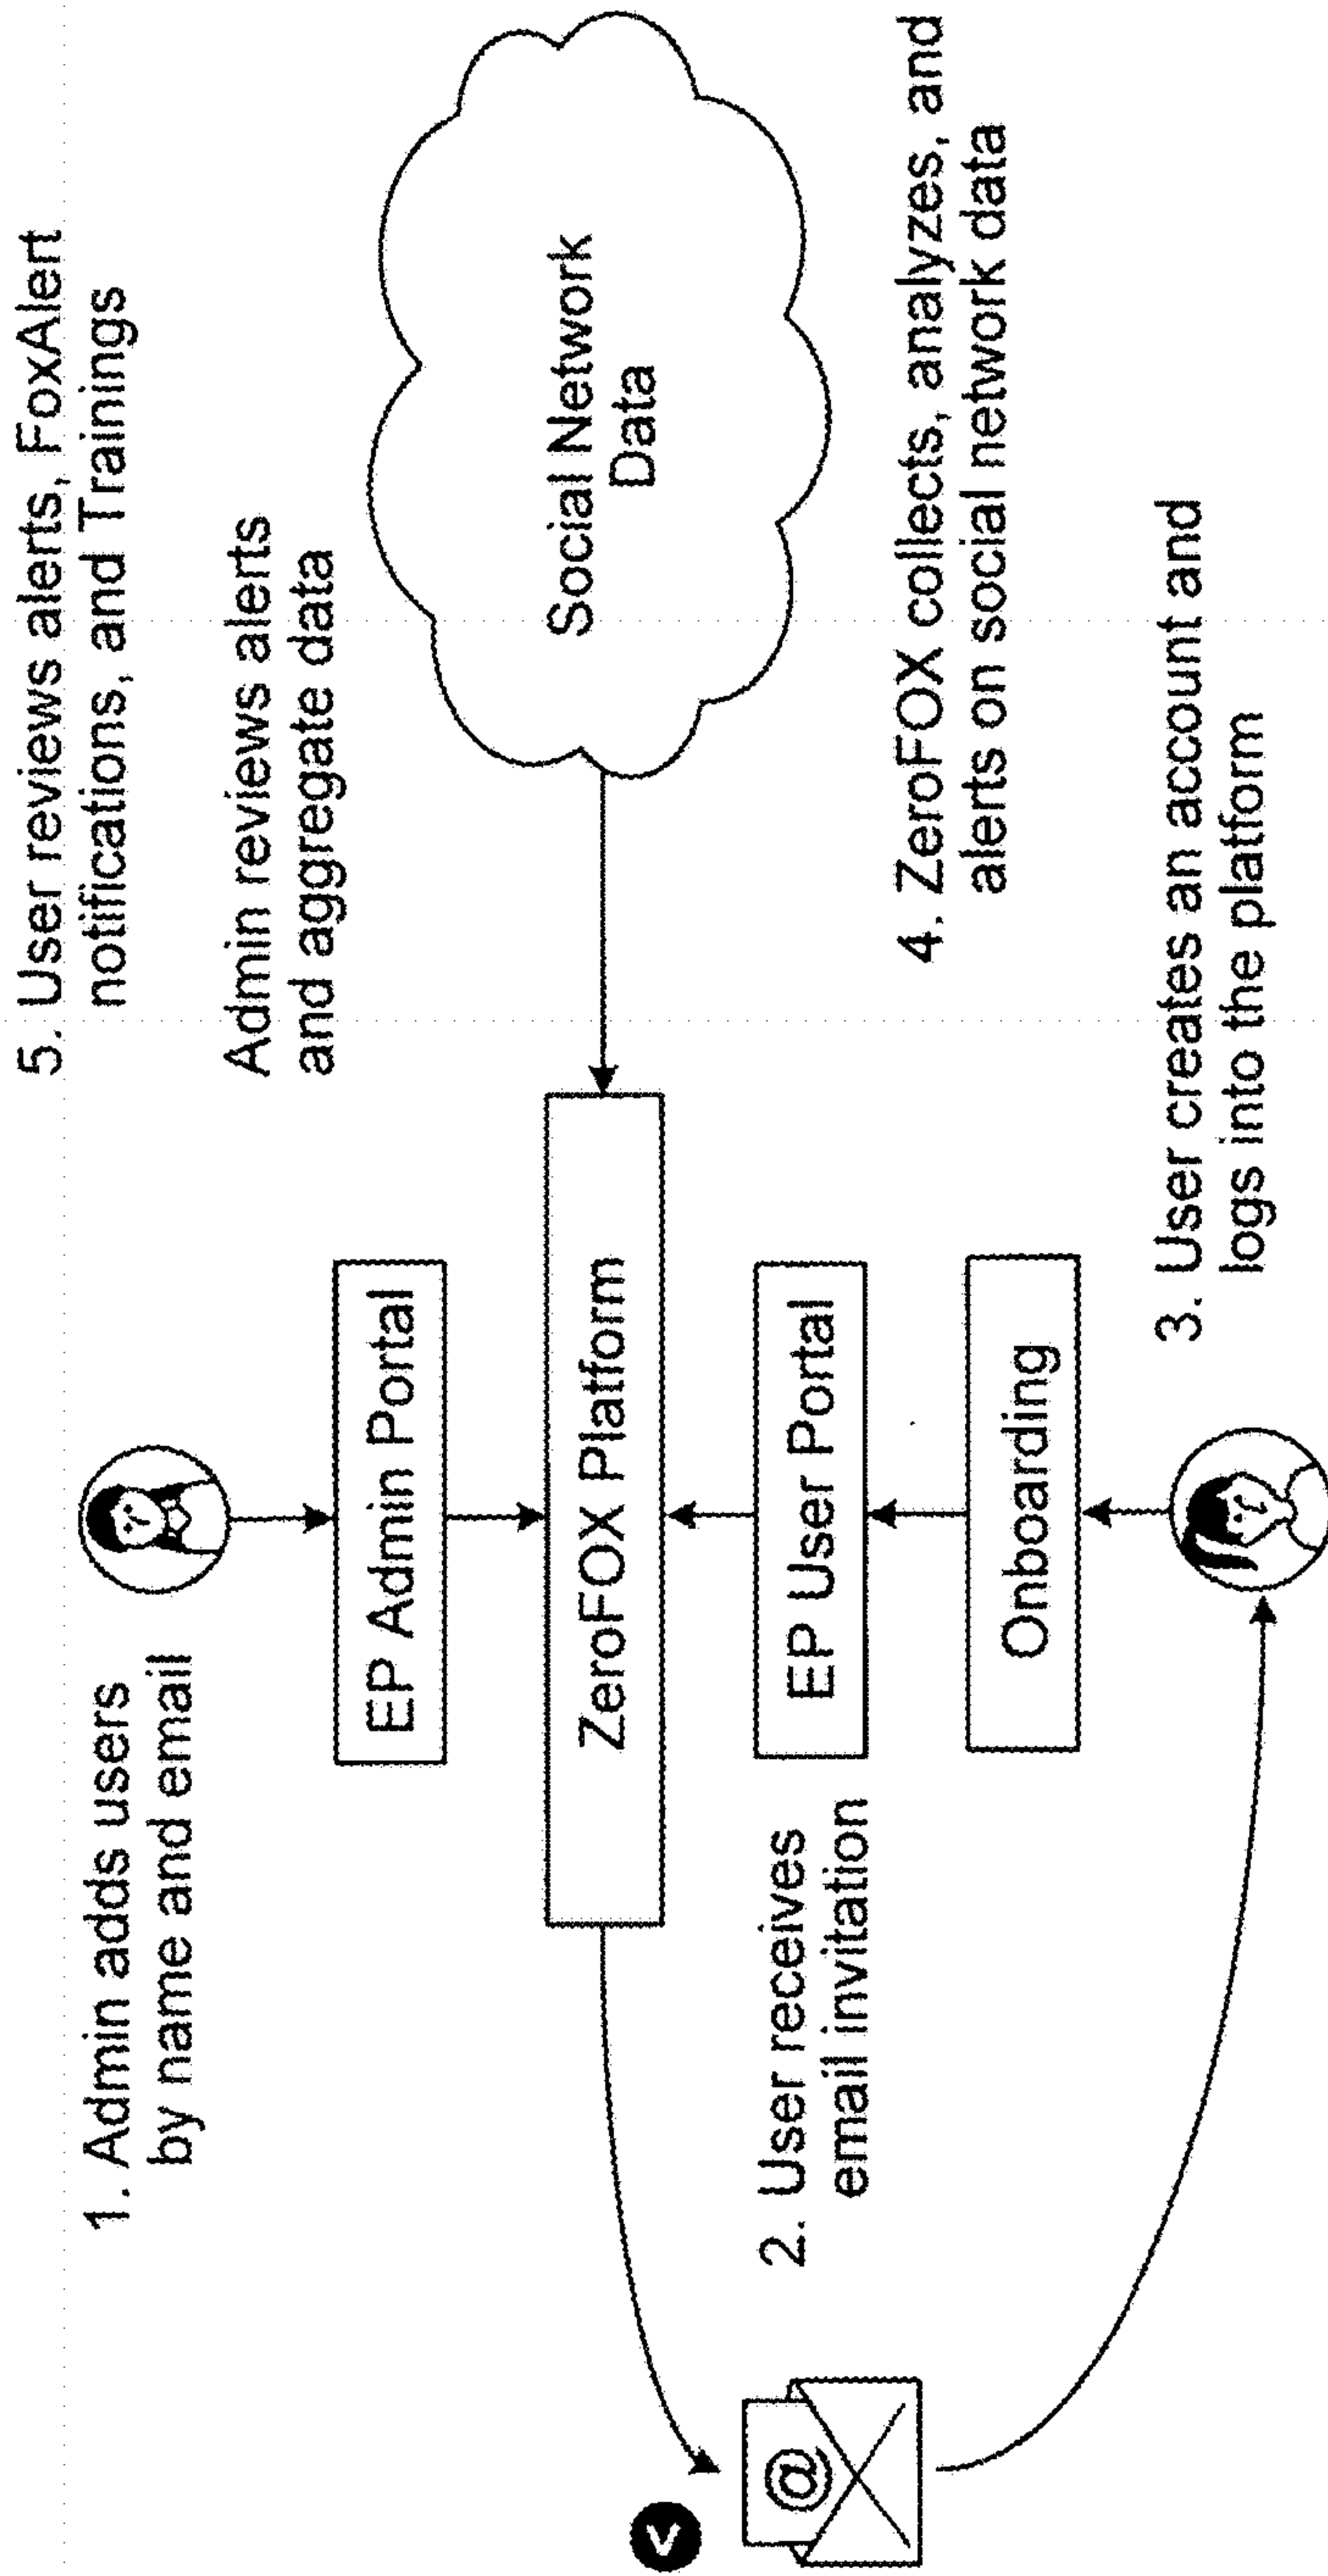 1. Admin adds users
by name and email
5. User reviews alerts, FoxAlert
notifications, and Trainings
Admin reviews alerts
and aggregate data
EP Admin Portal
ZeroFOX Platform
Social Network
Data
V
@
2. User receives
email invitation
EP User Portal
4. ZeroFOX collects, analyzes, and
alerts on social network data
Onboarding
3. User creates an account and
logs into the platform